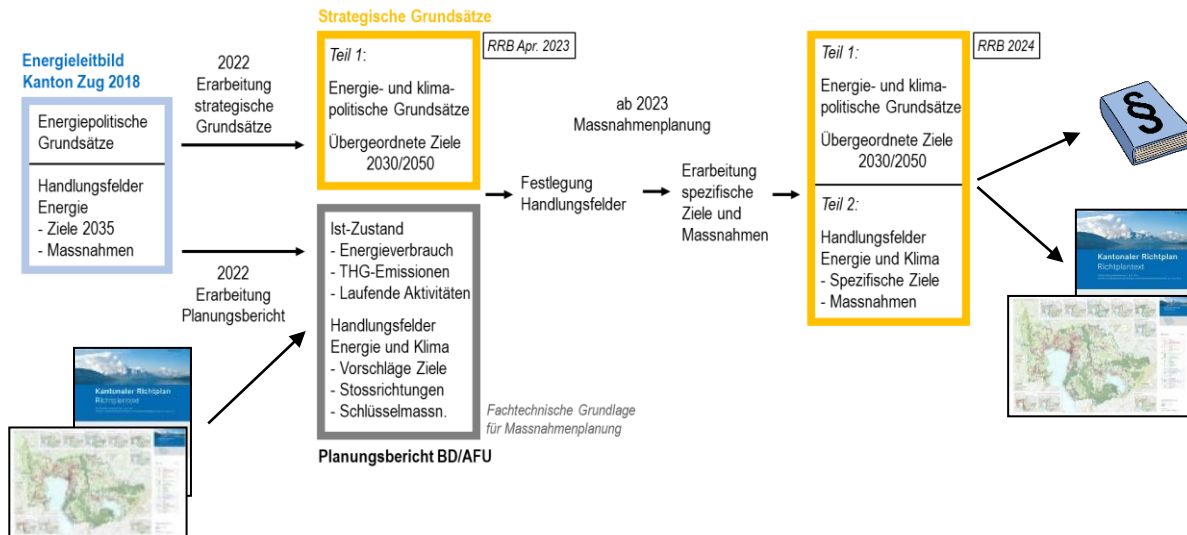 Strategische Grundsätze
Energieleitbild
Kanton Zug 2018
Energiepolitische
Grundsätze
Handlungsfelder
Energie
- Ziele 2035
- Massnahmen
2022
Erarbeitung
strategische
Grundsätze
2022
Erarbeitung
Planungsbericht
Teil 1:
Energie- und klima-
politische Grundsätze
Übergeordnete Ziele
2030/2050
RRB Apr. 2023
Ist-Zustand
- Energieverbrauch
- THG-Emissionen
- Laufende Aktivitäten
Handlungsfelder
Energie und Klima
- Vorschläge Ziele
- Stossrichtungen
- Schlüsselmassn.
Fachtechnische Grundlage
für Massnahmenplanung
Planungsbericht BD/AFU
ab 2023
Massnahmenplanung
Festlegung
Handlungsfelder
Erarbeitung
spezifische
Ziele und
Massnahmen
Teil 1:
Energie- und klima-
politische Grundsätze
Übergeordnete Ziele
2030/2050
Teil 2:
Handlungsfelder
Energie und Klima
- Spezifische Ziele
- Massnahmen
RRB 2024
§
Kantonaler Richtplan
Richtplantext
Kantonaler Richtplan
Richtplantext